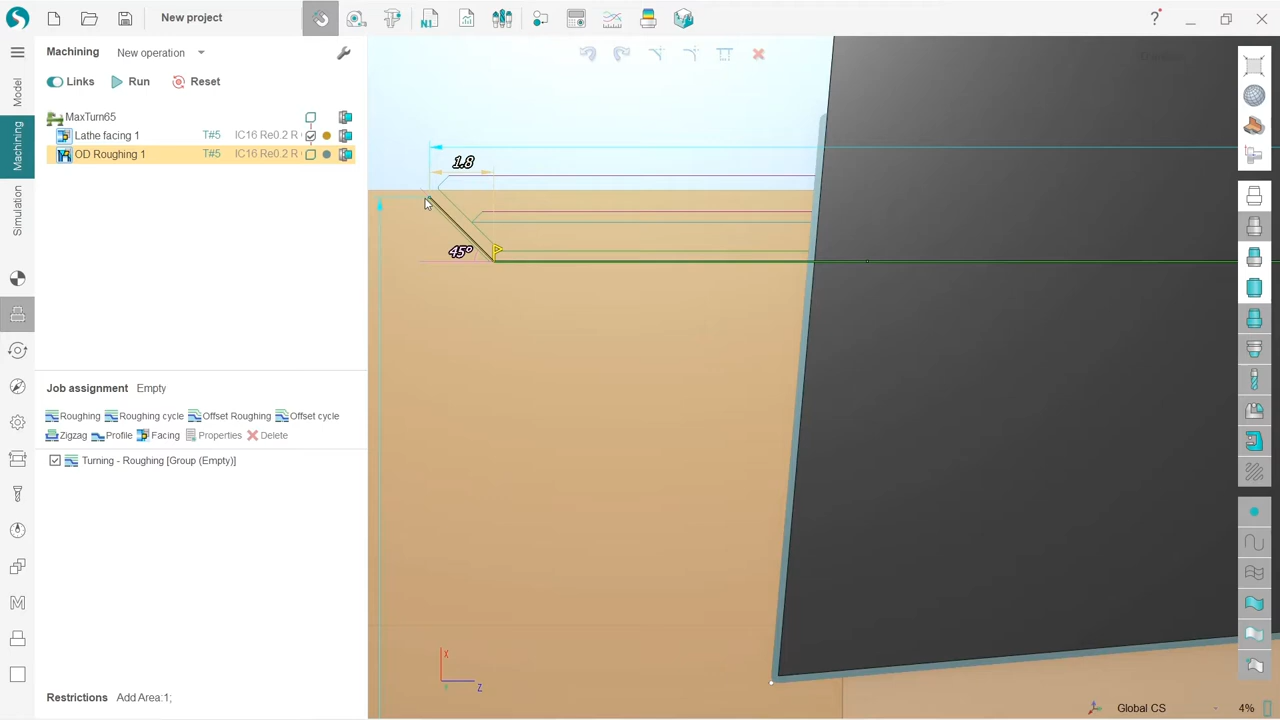 New project
Machining
New operation
Links
Run
Reset
Model
Machining
Simulation
MaxTurn65
Lathe facing 1 T#5 IC16 Re0.2 R
OD Roughing 1 T#5 IC16 Re0.2 R
1.8
45°
Job assignment Empty
Roughing Roughing cycle Offset Roughing Offset cycle
Zigzag Profile Facing Properties Delete
Turning - Roughing [Group (Empty)]
Restrictions Add Area:1;
X
Y
Z
Global CS
4%